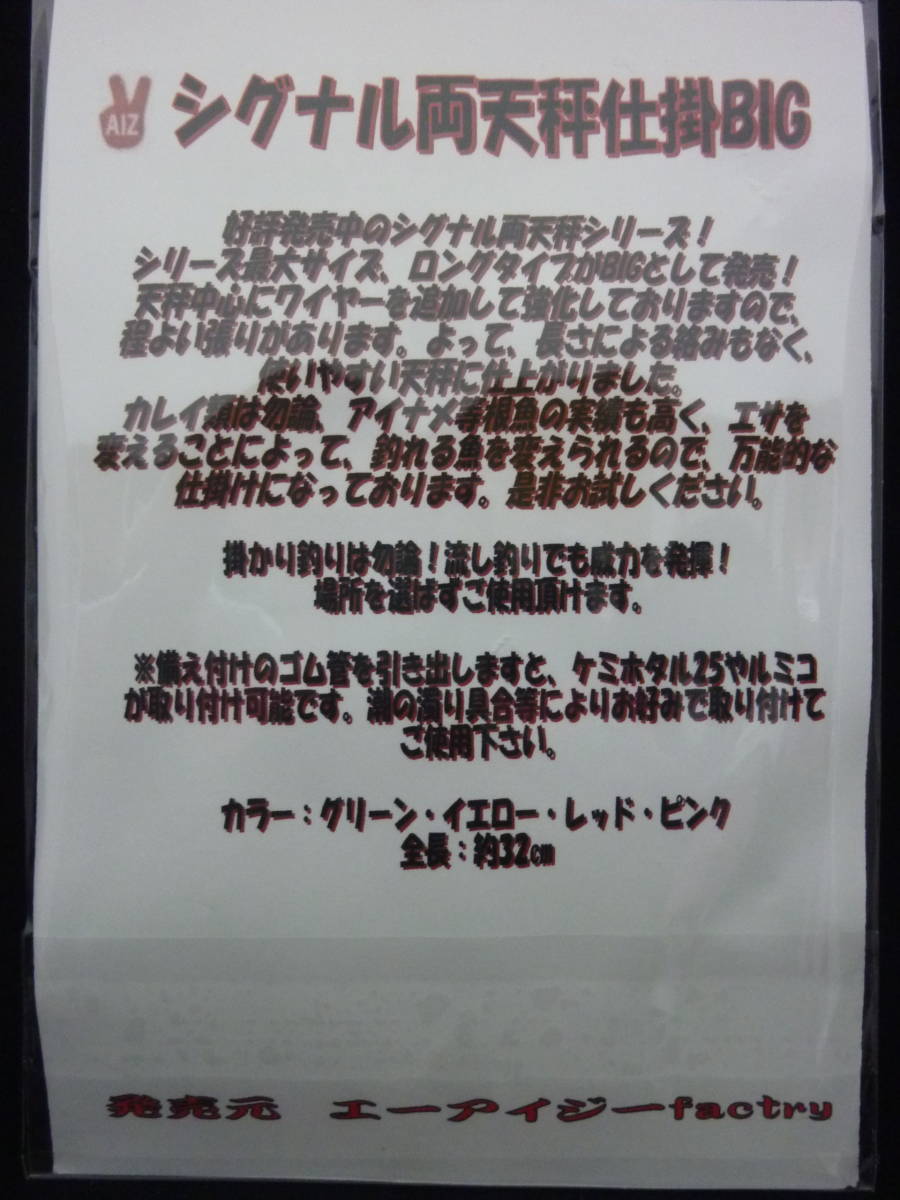 AIZ シグナル両天秤仕掛BIG
好評発売中のシグナル両天秤シリーズ!
シリーズ最大サイズ、ロングタイプがBIGとして発売!
天秤中心にワイヤーを追加して強化しておりますので、
程よい張りがあります。よって、長さによる絡みもなく、
使いやすい天秤に仕上がりました。
カレイ類は勿論、アイナメ等根魚の実績も高く、エサを
変えることによって、釣れる魚を変えられるので、万能的な
仕掛けになっております。是非お試しください。
掛かり釣りは勿論!流し釣りでも威力を発揮!
場所を選ばずご使用頂けます。
※備え付けのゴム管を引き出しますと、ケミホタル25やルミコ
が取り付け可能です。潮の濁り具合等によりお好みで取り付けて
ご使用下さい。
カラー:グリーン・イエロー・レッド・ピンク
全長:約32cm
発売元 エーアイジーfactry